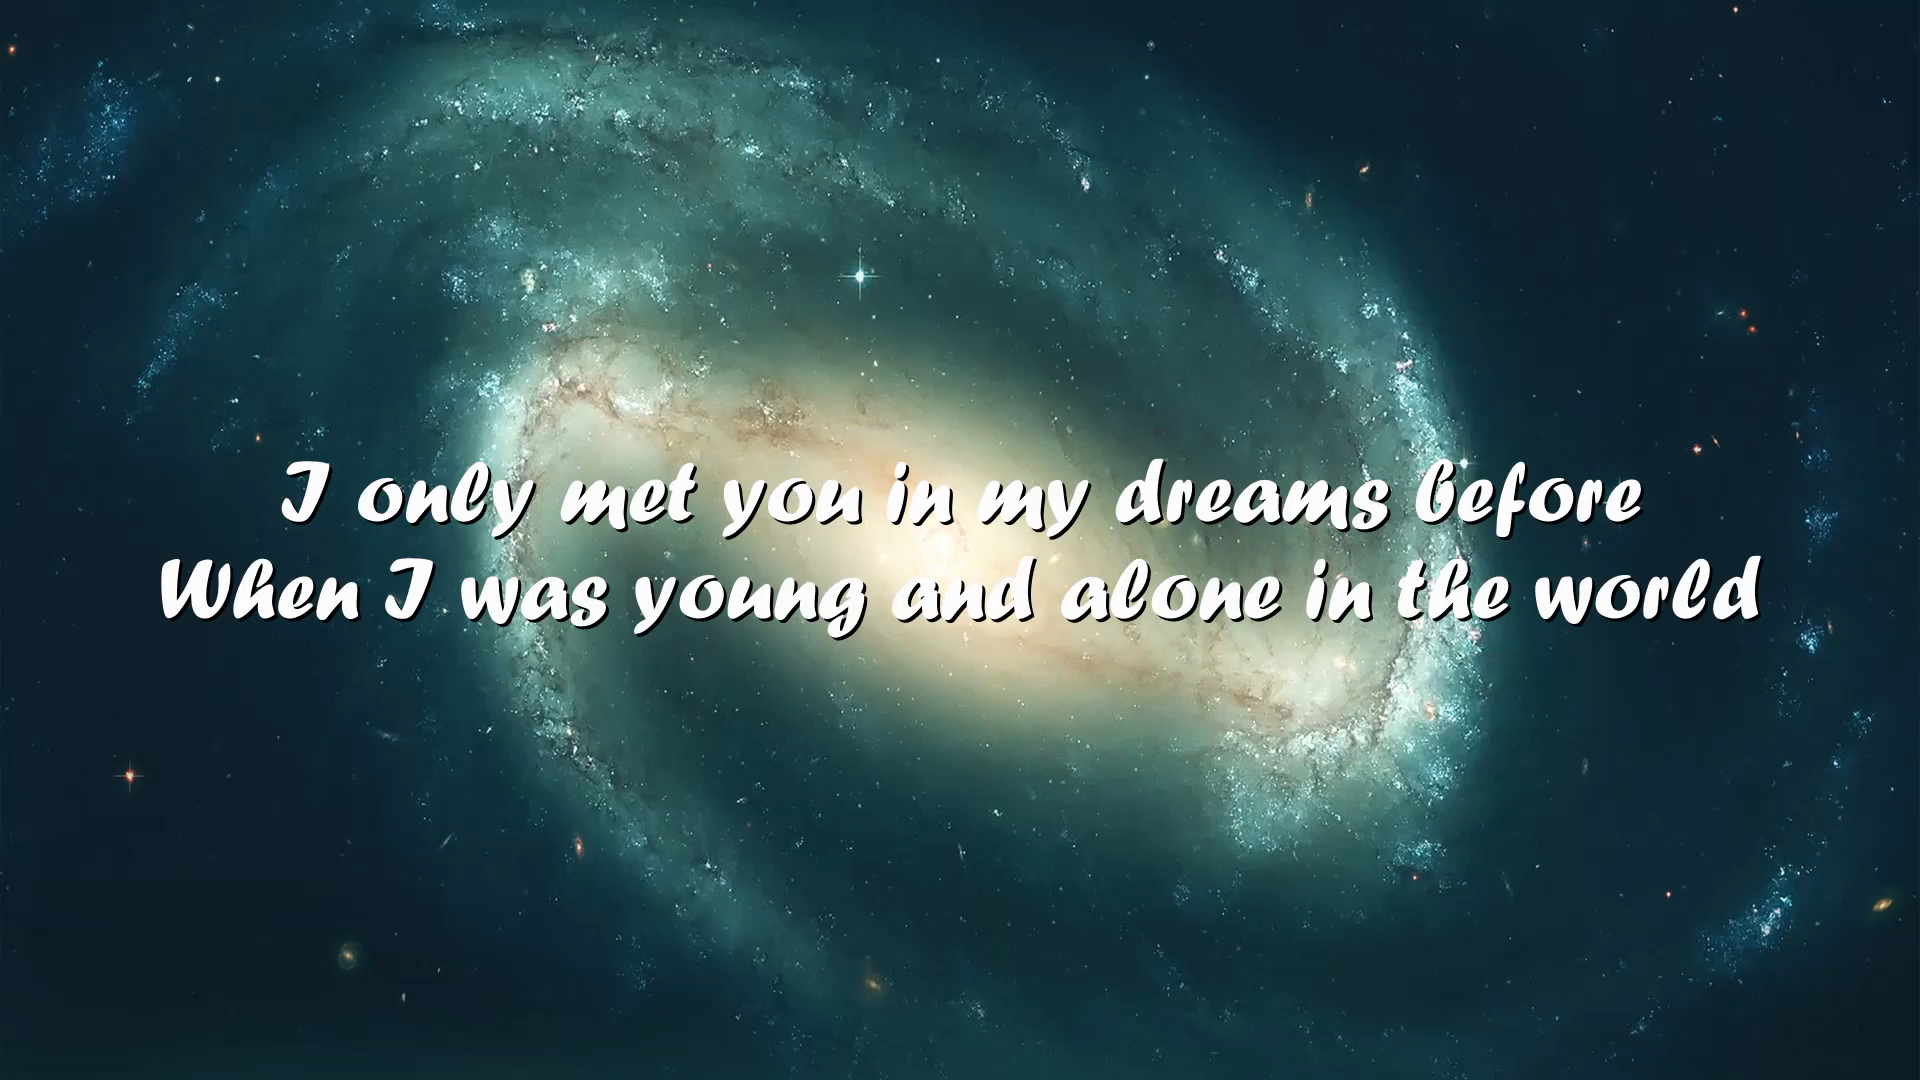 I only met you in my dreams before
When I was young and alone in the world